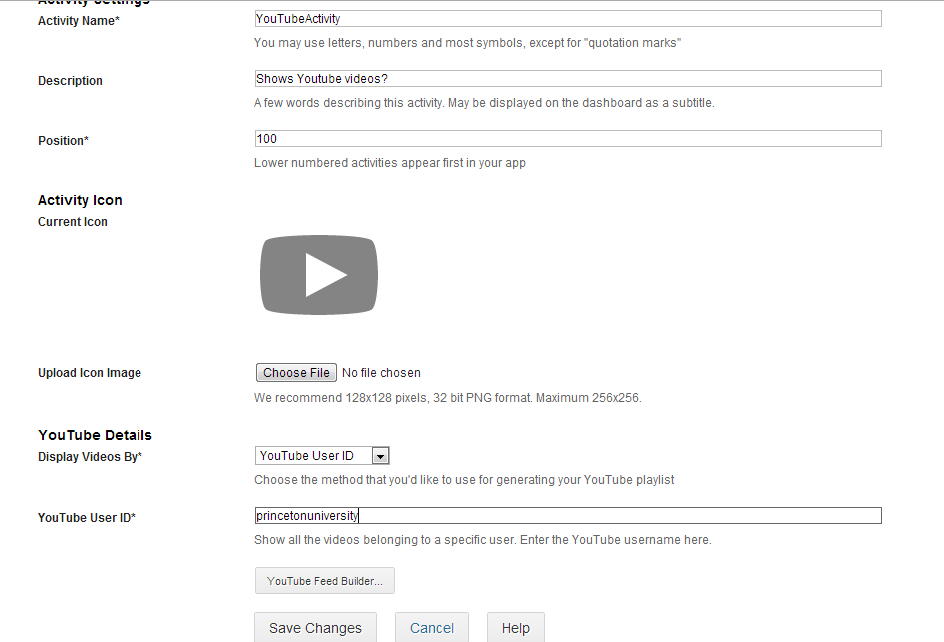 Activity Settings
Activity Name*
YouTubeActivity
You may use letters, numbers and most symbols, except for "quotation marks"
Description
Shows Youtube videos?
A few words describing this activity. May be displayed on the dashboard as a subtitle.
Position*
100
Lower numbered activities appear first in your app
Activity Icon
Current Icon
Upload Icon Image
Choose File No file chosen
We recommend 128x128 pixels, 32 bit PNG format. Maximum 256x256.
YouTube Details
Display Videos By*
YouTube User ID
Choose the method that you'd like to use for generating your YouTube playlist
YouTube User ID*
princetonuniversity
Show all the videos belonging to a specific user. Enter the YouTube username here.
YouTube Feed Builder...
Save Changes Cancel Help